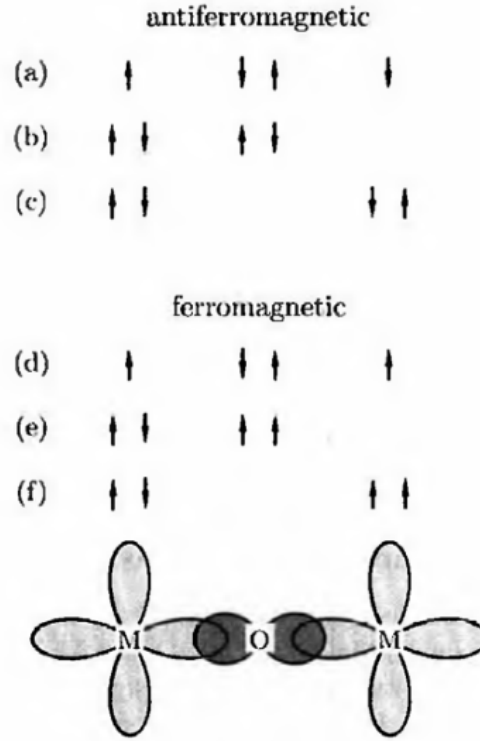 antiferromagnetic
(a)
(b)
(c)
ferromagnetic
(d)
(e)
(f)
M O M